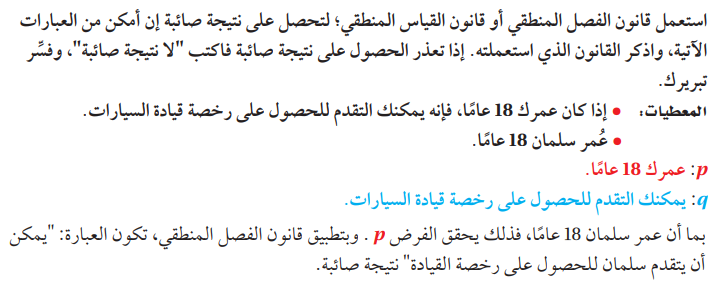 استعمل قانون الفصل المنطقي أو قانون القياس المنطقي؛ لتحصل على نتيجة صائبة إن أمكن من العبارات
الآتية، واذكر القانون الذي استعملته. إذا تعذر الحصول على نتيجة صائبة فاكتب "لا نتيجة صائبة"، وفسِّر
تبريرك.
المعطيات: • إذا كان عمرك 18 عامًا، فإنه يمكنك التقدم للحصول على رخصة قيادة السيارات.
• عُمر سلمان 18 عامًا.
p: عمرك 18 عامًا.
q: يمكنك التقدم للحصول على رخصة قيادة السيارات.
بما أن عمر سلمان 18 عامًا، فذلك يحقق الفرض p . وبتطبيق قانون الفصل المنطقي، تكون العبارة: "يمكن
أن يتقدم سلمان للحصول على رخصة القيادة" نتيجة صائبة.